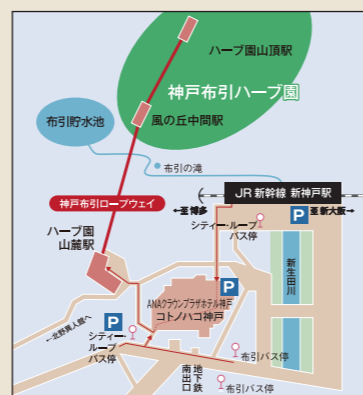 ハーブ園山頂駅
神戸布引ハーブ園
風の丘中間駅
布引貯水池
布引の滝
JR 新幹線 新神戸駅
神戸布引ロープウェイ
←至博多
P
至新大阪→
シティー・ループ
バス停
ハーブ園
山麓駅
新生田川
P
ANAクラウンプラザホテル神戸
コトノハコ神戸
←北野異人館へ
P
シティー・
ループ
バス停
布引バス停
地下鉄
南出口
布引バス停